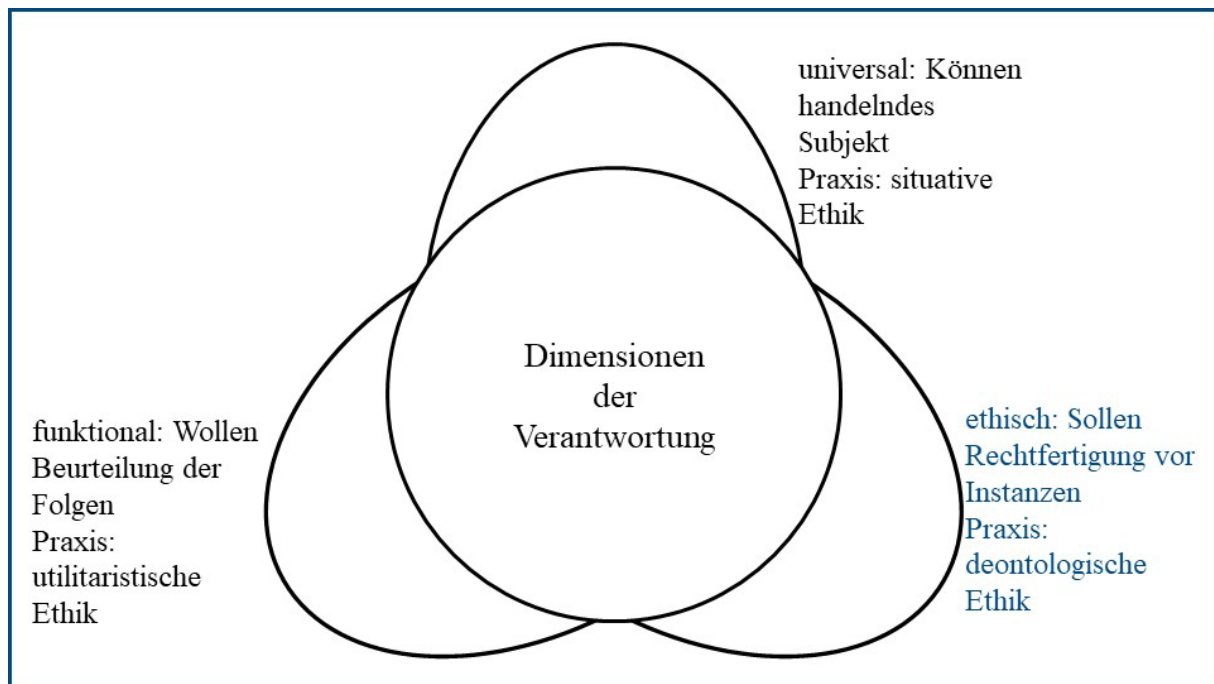 universal: Können
handelndes
Subjekt
Praxis: situative
Ethik
Dimensionen
der
Verantwortung
funktional: Wollen
Beurteilung der
Folgen
Praxis:
utilitaristische
Ethik
ethisch: Sollen
Rechtfertigung vor
Instanzen
Praxis:
deontologische
Ethik